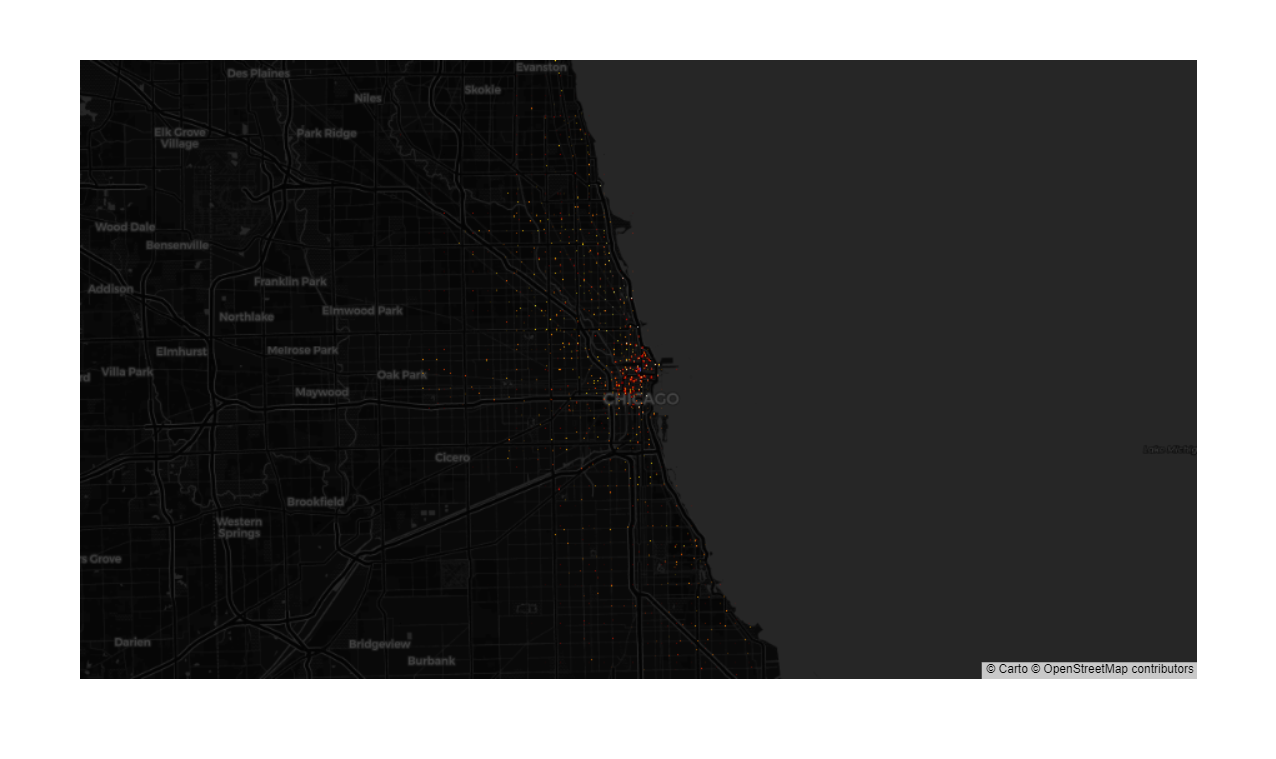 Evanston
Des Plaines
Skokie
Niles
Elk Grove
Village
Park Ridge
Wood Dale
Bensenville
Franklin Park
Addison
Elmwood Park
Northlake
Elmhurst
Melrose Park
Villa Park
rd
Oak Park
Maywood
CHICAGO
Cicero
Brookfield
Western
Springs
s Grove
Darien
Bridgeview
Burbank
© Carto © OpenStreetMap contributors